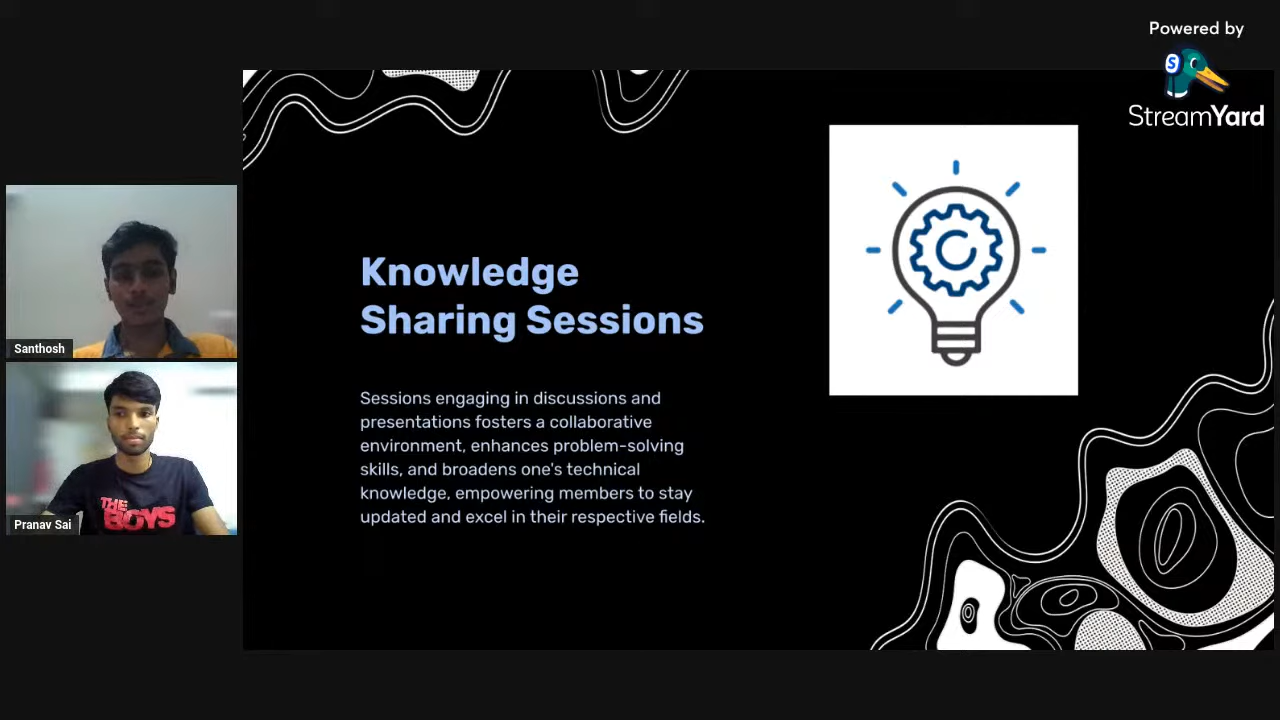 Powered by
S
StreamYard
Knowledge
Sharing Sessions
Sessions engaging in discussions and
presentations fosters a collaborative
environment, enhances problem-solving
skills, and broadens one's technical
knowledge, empowering members to stay
updated and excel in their respective fields.
Santhosh
THE
BOYS
Pranav Sai